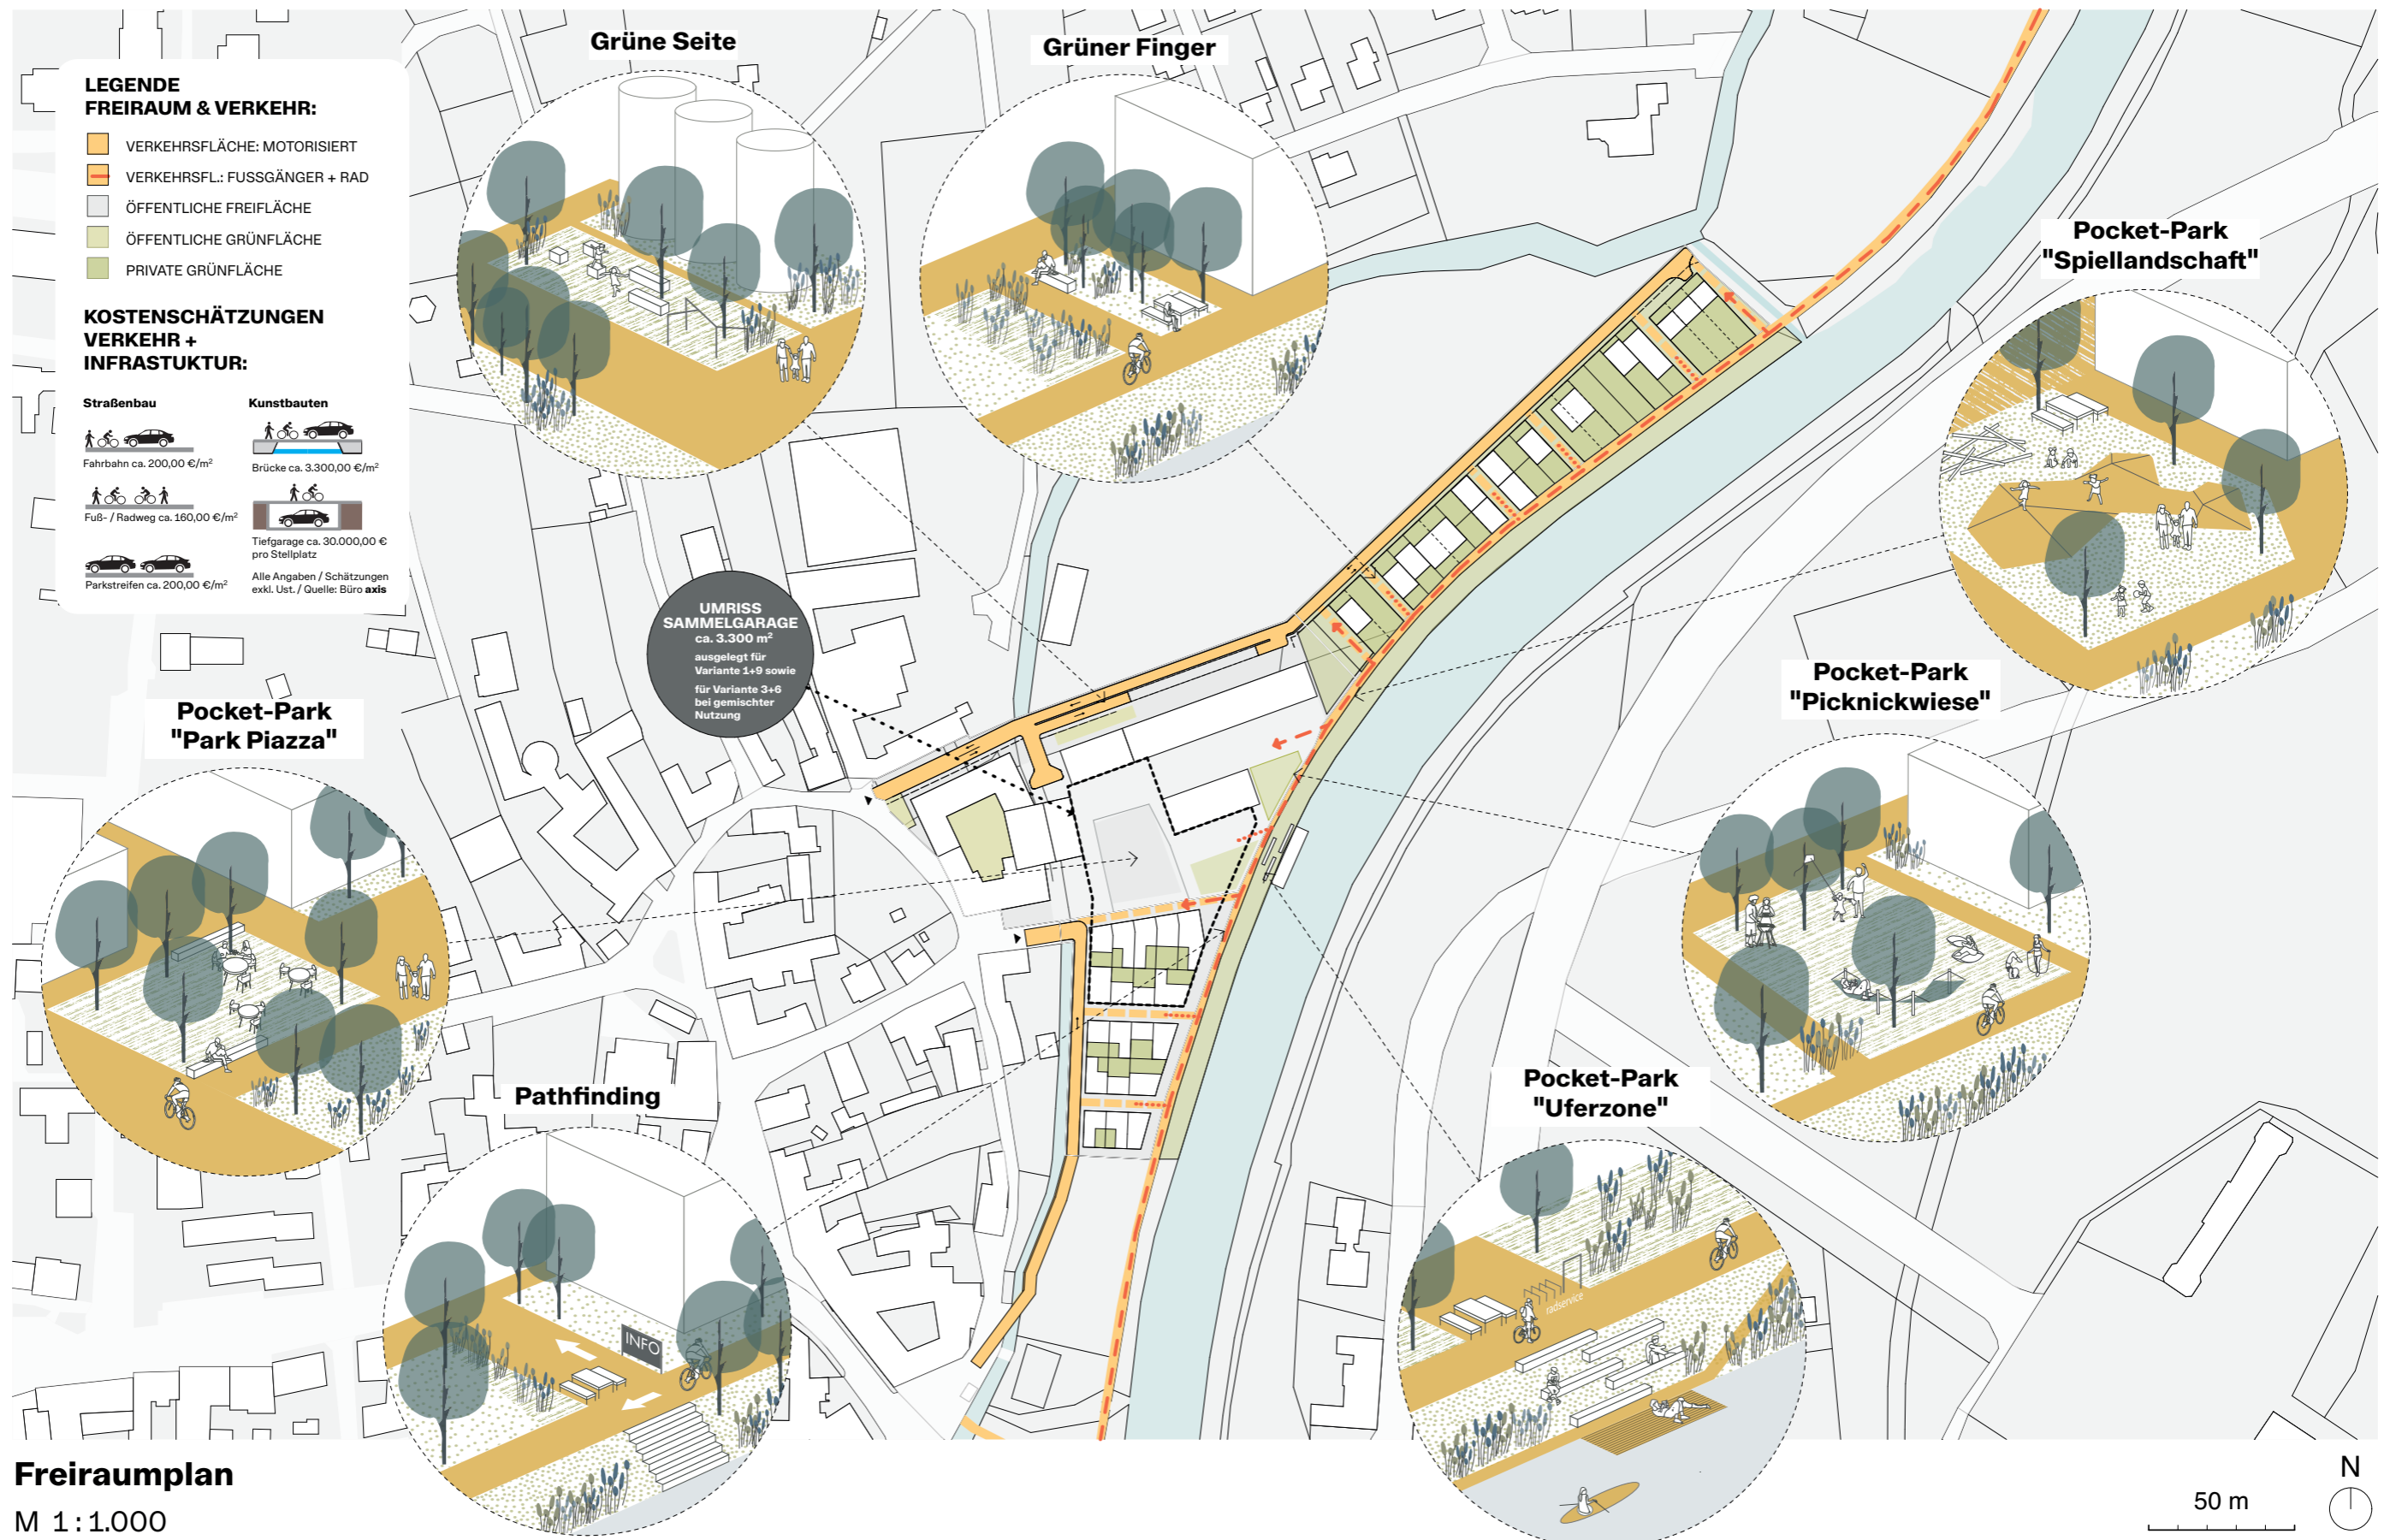 Grüne Seite
Grüner Finger
LEGENDE
FREIRAUM & VERKEHR:
VERKEHRSFLÄCHE: MOTORISIERT
VERKEHRSFL.: FUSSGÄNGER + RAD
ÖFFENTLICHE FREIFLÄCHE
ÖFFENTLICHE GRÜNFLÄCHE
PRIVATE GRÜNFLÄCHE
KOSTENSCHÄTZUNGEN
VERKEHR +
INFRASTUKTUR:
Straßenbau
Fahrbahn ca. 200,00 €/m²
Fuß- / Radweg ca. 160,00 €/m²
Parkstreifen ca. 200,00 €/m²
Kunstbauten
Brücke ca. 3.300,00 €/m²
Tiefgarage ca. 30.000,00 €
pro Stellplatz
Alle Angaben / Schätzungen
exkl. Ust. / Quelle: Büro axis
Pocket-Park
"Spiellandschaft"
UMRISS
SAMMELGARAGE
ca. 3.300 m²
ausgelegt für
Variante 1+9 sowie
für Variante 3+6
bei gemischter
Nutzung
Pocket-Park
"Picknickwiese"
Pocket-Park
"Park Piazza"
Pathfinding
INFO
Pocket-Park
"Uferzone"
radservice
Freiraumplan
M 1:1.000
50 m
N